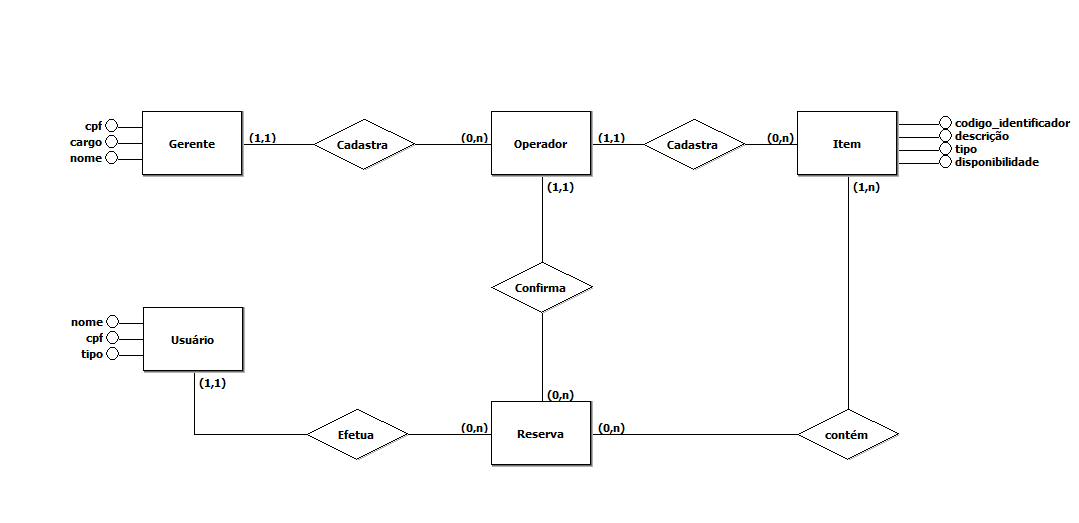 cpf
cargo
nome
Gerente
(1,1)
Cadastra
(0,n)
Operador
(1,1)
Cadastra
(0,n)
Item
codigo_identificador
descrição
tipo
disponibilidade
(1,1)
(1,n)
Confirma
nome
cpf
tipo
Usuário
(1,1)
(0,n)
Efetua
(0,n)
Reserva
(0,n)
contém